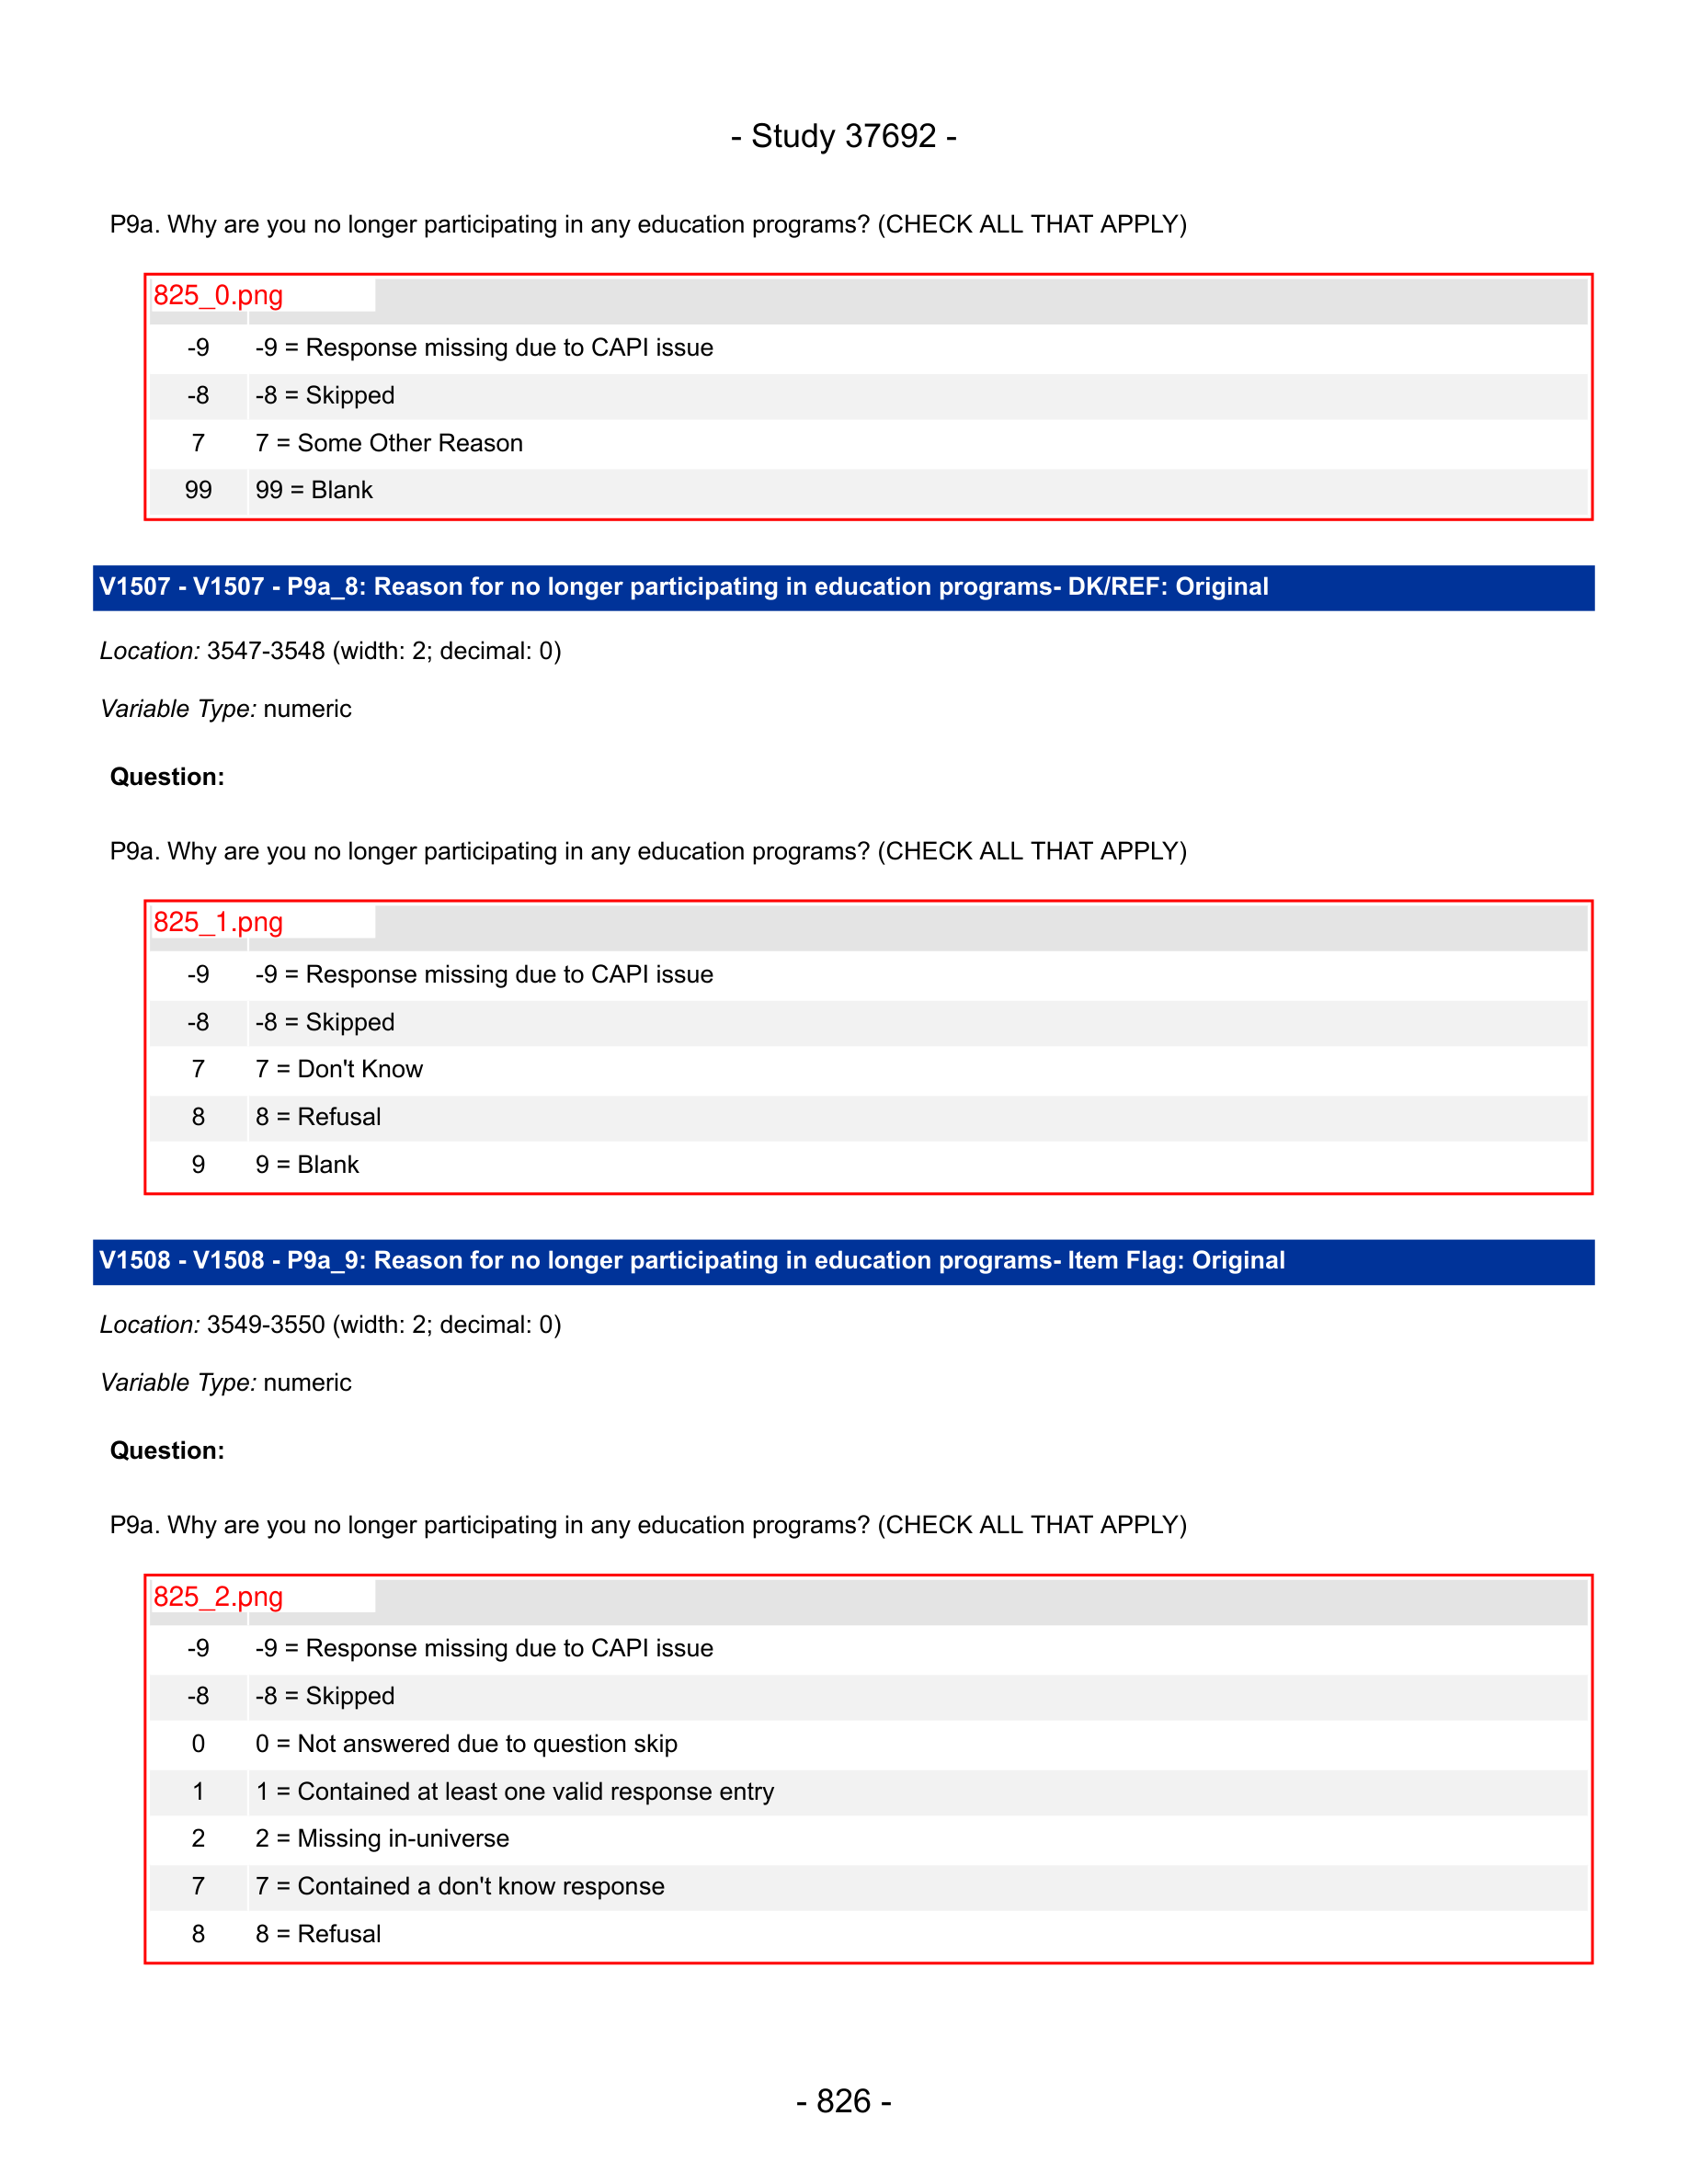 - Study 37692 -
P9a. Why are you no longer participating in any education programs? (CHECK ALL THAT APPLY)
825_0.png
-9 -9 = Response missing due to CAPI issue
-8 -8 = Skipped
7 7 = Some Other Reason
99 99 = Blank
V1507 - V1507 - P9a_8: Reason for no longer participating in education programs- DK/REF: Original
Location: 3547-3548 (width: 2; decimal: 0)
Variable Type: numeric
Question:
P9a. Why are you no longer participating in any education programs? (CHECK ALL THAT APPLY)
825_1.png
-9 -9 = Response missing due to CAPI issue
-8 -8 = Skipped
7 7 = Don't Know
8 8 = Refusal
9 9 = Blank
V1508 - V1508 - P9a_9: Reason for no longer participating in education programs- Item Flag: Original
Location: 3549-3550 (width: 2; decimal: 0)
Variable Type: numeric
Question:
P9a. Why are you no longer participating in any education programs? (CHECK ALL THAT APPLY)
825_2.png
-9 -9 = Response missing due to CAPI issue
-8 -8 = Skipped
0 0 = Not answered due to question skip
1 1 = Contained at least one valid response entry
2 2 = Missing in-universe
7 7 = Contained a don't know response
8 8 = Refusal
- 826 -